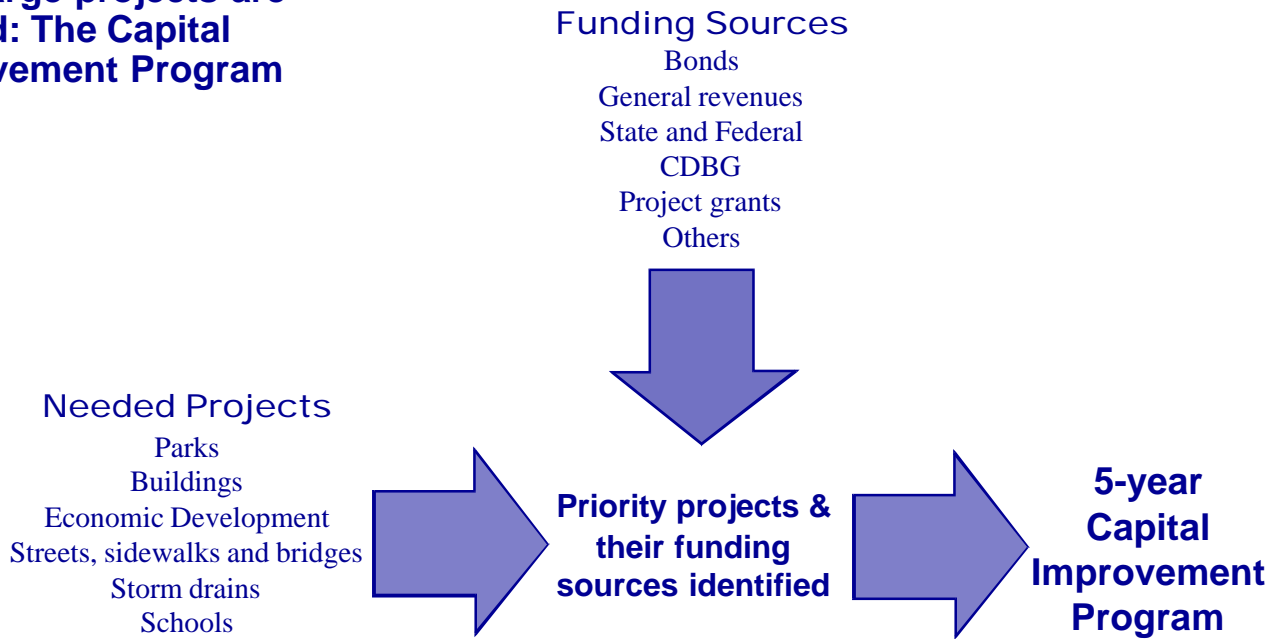 projects are
The Capital
Program
Funding Sources
Bonds
General revenues
State and Federal
CDBG
Project grants
Others
Needed Projects
Parks
Buildings
Economic Development
Streets, sidewalks and bridges
Storm drains
Schools
Priority projects &
their funding
sources identified
5-year
Capital
Improvement
Program